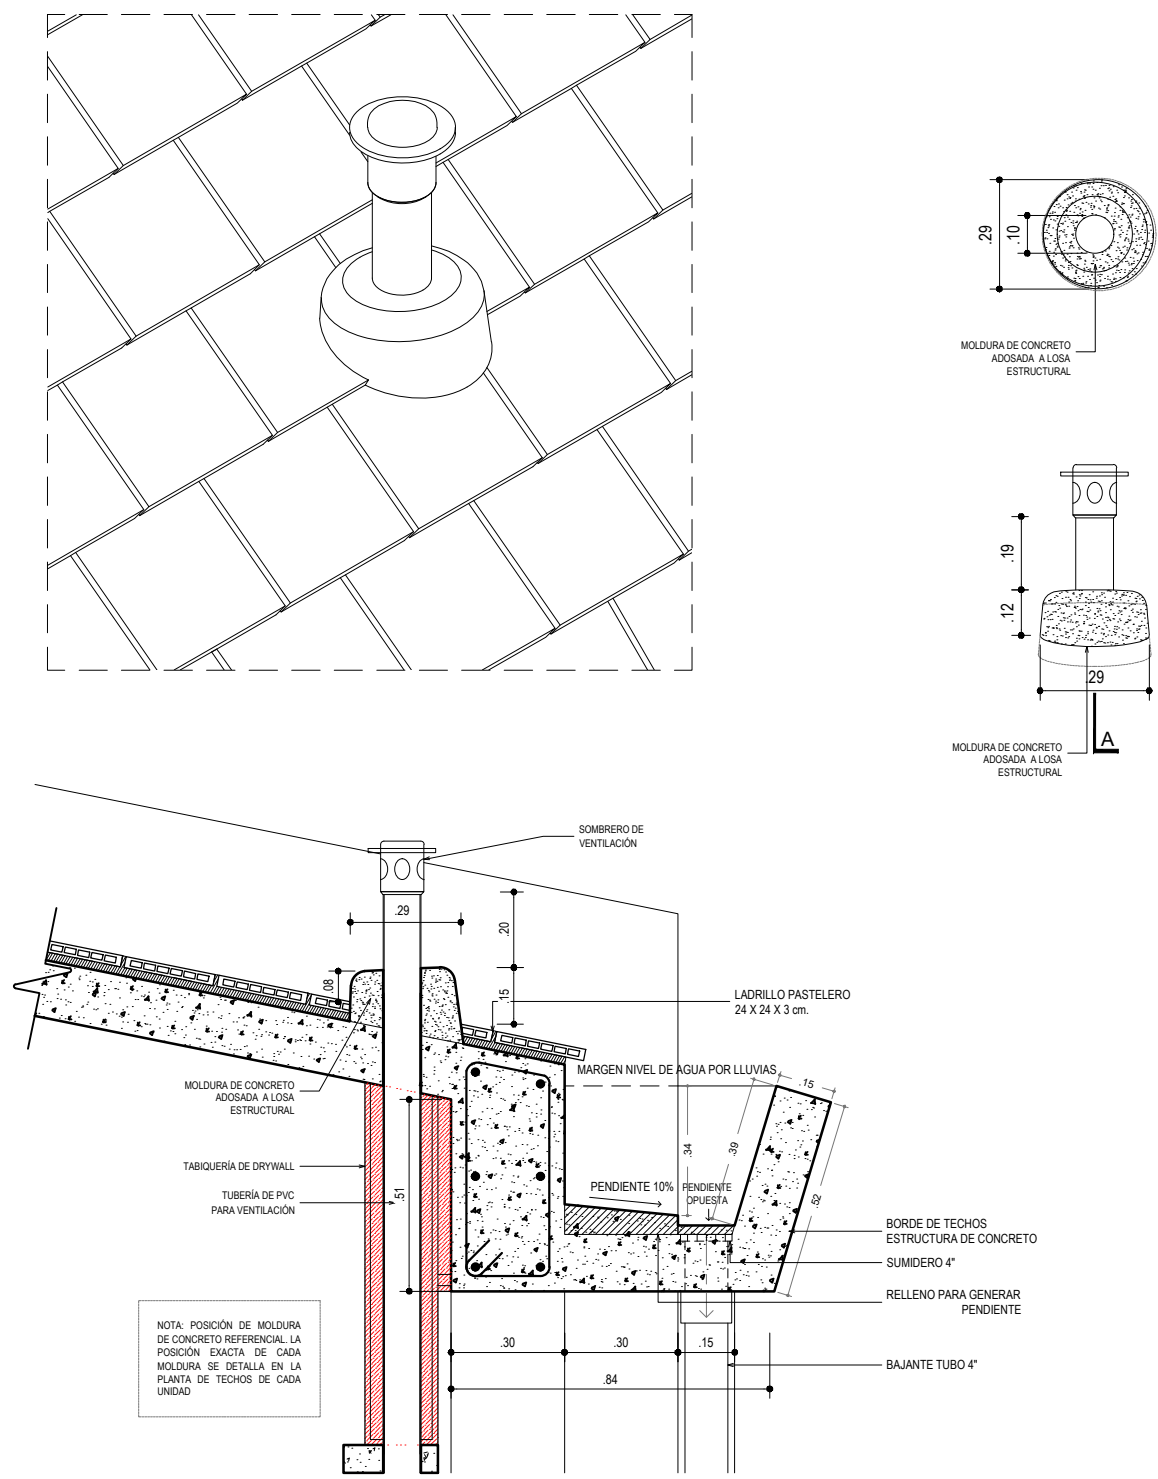 .29
.10
MOLDURA DE CONCRETO
ADOSADA A LOSA
ESTRUCTURAL
.19
.12
.29
A
MOLDURA DE CONCRETO
ADOSADA A LOSA
ESTRUCTURAL
SOMBRERO DE
VENTILACIÓN
.29
.20
.08
.15
LADRILLO PASTELERO
24 X 24 X 3 cm.
MARGEN NIVEL DE AGUA POR LLUVIAS
.15
MOLDURA DE CONCRETO
ADOSADA A LOSA
ESTRUCTURAL
.34
.39
TABIQUERÍA DE DRYWALL
.51
PENDIENTE 10%
PENDIENTE
OPUESTA
.52
TUBERÍA DE PVC
PARA VENTILACIÓN
BORDE DE TECHOS
ESTRUCTURA DE CONCRETO
SUMIDERO 4"
RELLENO PARA GENERAR
PENDIENTE
NOTA: POSICIÓN DE MOLDURA
DE CONCRETO REFERENCIAL. LA
POSICIÓN EXACTA DE CADA
MOLDURA SE DETALLA EN LA
PLANTA DE TECHOS DE CADA
UNIDAD
.30
.30
.15
BAJANTE TUBO 4"
.84